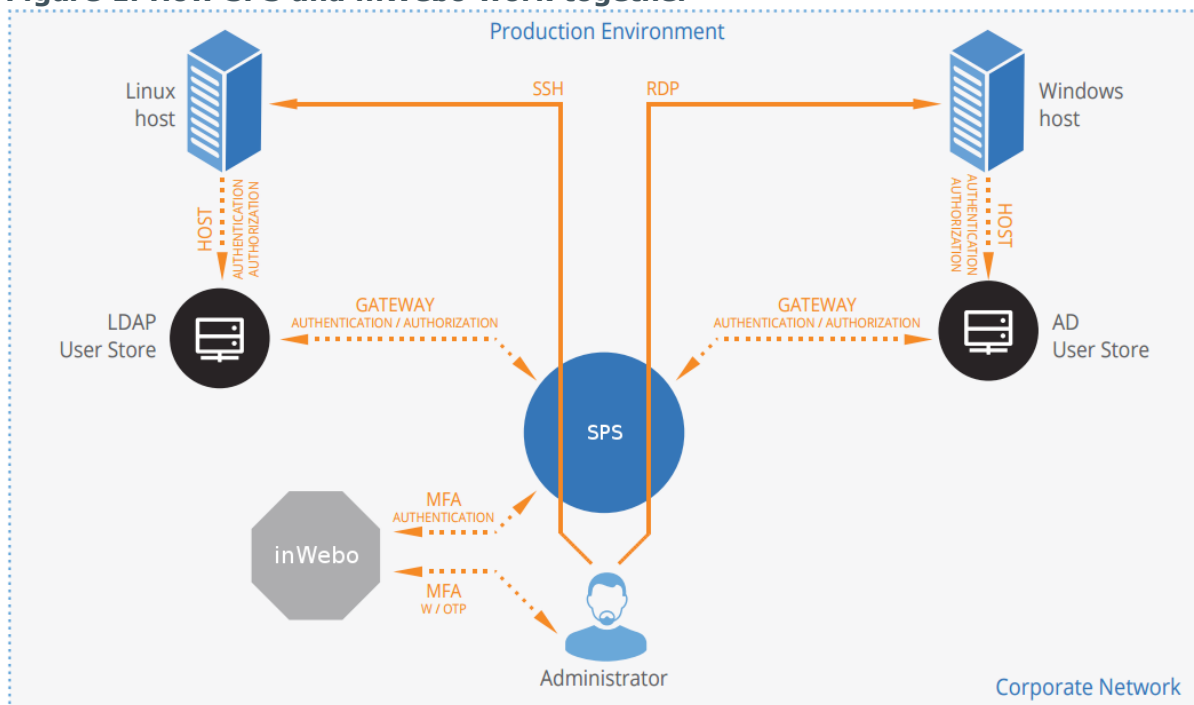 Production Environment
SSH
RDP
Linux
host
Windows
host
HOST
AUTHENTICATION
AUTHORIZATION
AUTHORIZATION
AUTHENTICATION
HOST
GATEWAY
AUTHENTICATION / AUTHORIZATION
GATEWAY
AUTHENTICATION / AUTHORIZATION
LDAP
User Store
AD
User Store
SPS
MFA
AUTHENTICATION
inWebo
MFA
W / OTP
Administrator
Corporate Network